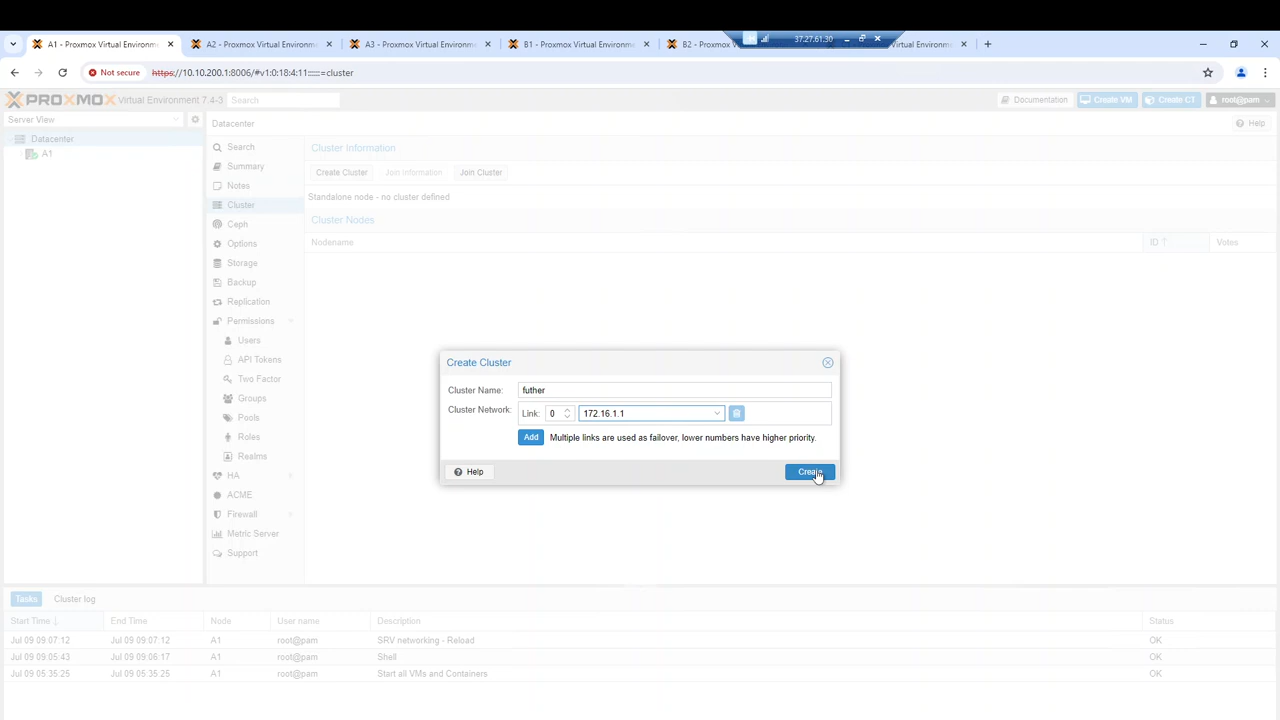 A1 - Proxmox Virtual Environm
A2 - Proxmox Virtual Environm
A3 - Proxmox Virtual Environm
B1 - Proxmox Virtual Environm
B2 - Proxmox Virtual
Virtual Environm
37.27.61.30
Not secure
https://10.10.200.1:8006/#v1:0:18:4:11::::::=cluster
PROXMOX Virtual Environment 7.4-3
Search
Documentation
Create VM
Create CT
root@pam
Server View
Datacenter
Help
Datacenter
A1
Search
Summary
Notes
Cluster
Ceph
Options
Storage
Backup
Replication
Permissions
Users
API Tokens
Two Factor
Groups
Pools
Roles
Realms
HA
ACME
Firewall
Metric Server
Support
Cluster Information
Create Cluster
Join Information
Join Cluster
Standalone node - no cluster defined
Cluster Nodes
Nodename
ID
Votes
Create Cluster
Cluster Name: futher
Cluster Network: Link: 0 172.16.1.1
Add Multiple links are used as failover, lower numbers have higher priority.
Help
Create
Tasks
Cluster log
Start Time End Time Node User name Description Status
Jul 09 09:07:12 Jul 09 09:07:12 A1 root@pam SRV networking - Reload OK
Jul 09 09:05:43 Jul 09 09:06:17 A1 root@pam Shell OK
Jul 09 05:35:25 Jul 09 05:35:25 A1 root@pam Start all VMs and Containers OK